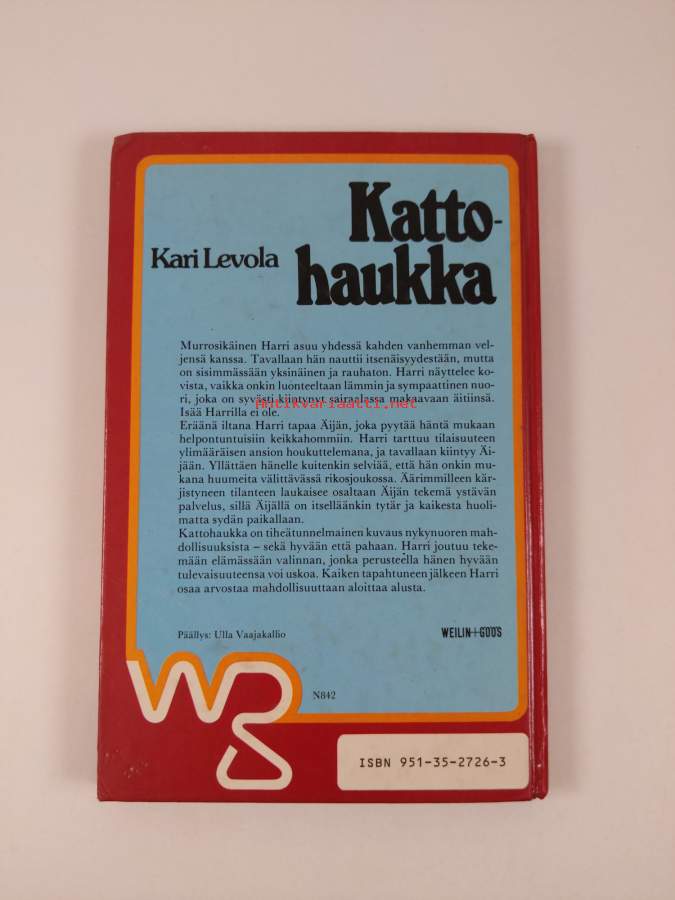 Kari Levola
Katto-
haukka
Murrosikäinen Harri asuu yhdessä kahden vanhemman vel-
jensä kanssa. Tavallaan hän nauttii itsenäisyydestään, mutta
on sisimmässään yksinäinen ja rauhaton. Harri näyttelee ko-
vista, vaikka onkin luonteeltaan lämmin ja sympaattinen nuo-
ri, joka on syvästi kiintynyt sairaalassa makaavaan äitiinsä.
Isää Harrilla ei ole.
antikvariaatti.net
Eräänä iltana Harri tapaa Äijän, joka pyytää häntä mukaan
helpontuntuisiin keikkahommiin. Harri tarttuu tilaisuuteen
ylimääräisen ansion houkuttelemana, ja tavallaan kiintyy Äi-
jään. Yllättäen hänelle kuitenkin selviää, että hän onkin mu-
kana huumeita välittävässä rikosjoukossa. Äärimmilleen kär-
jistyneen tilanteen laukaisee osaltaan Äijän tekemä ystävän
palvelus, sillä Äijällä on itselläänkin tytär ja kaikesta huoli-
matta sydän paikallaan.
Kattohaukka on tiheätunnelmainen kuvaus nykynuoren mah-
dollisuuksista – sekä hyvään että pahaan. Harri joutuu teke-
mään elämässään valinnan, jonka perusteella hänen hyvään
tulevaisuuteensa voi uskoa. Kaiken tapahtuneen jälkeen Harri
osaa arvostaa mahdollisuuttaan aloittaa alusta.
Päällys: Ulla Vaajakallio
WEILIN+GÖÖS
N842
ISBN 951-35-2726-3